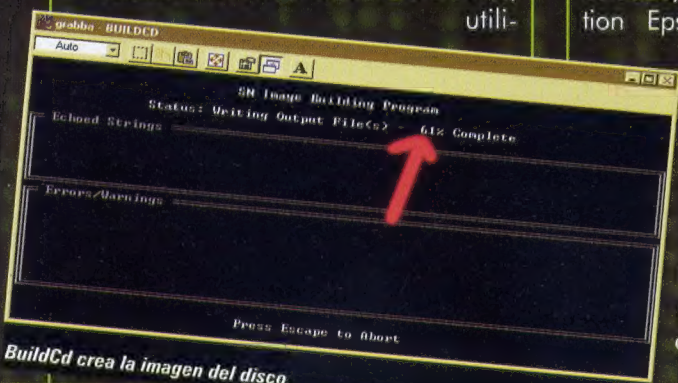 utili-
tion Eps
grabba - BUILDCD
Auto
A
SN Image Building Program
Status: Writing Output File(s) - 61% Complete
Echoed Strings
Errors/Warnings
Press Escape to Abort
BuildCd crea la imagen del disco